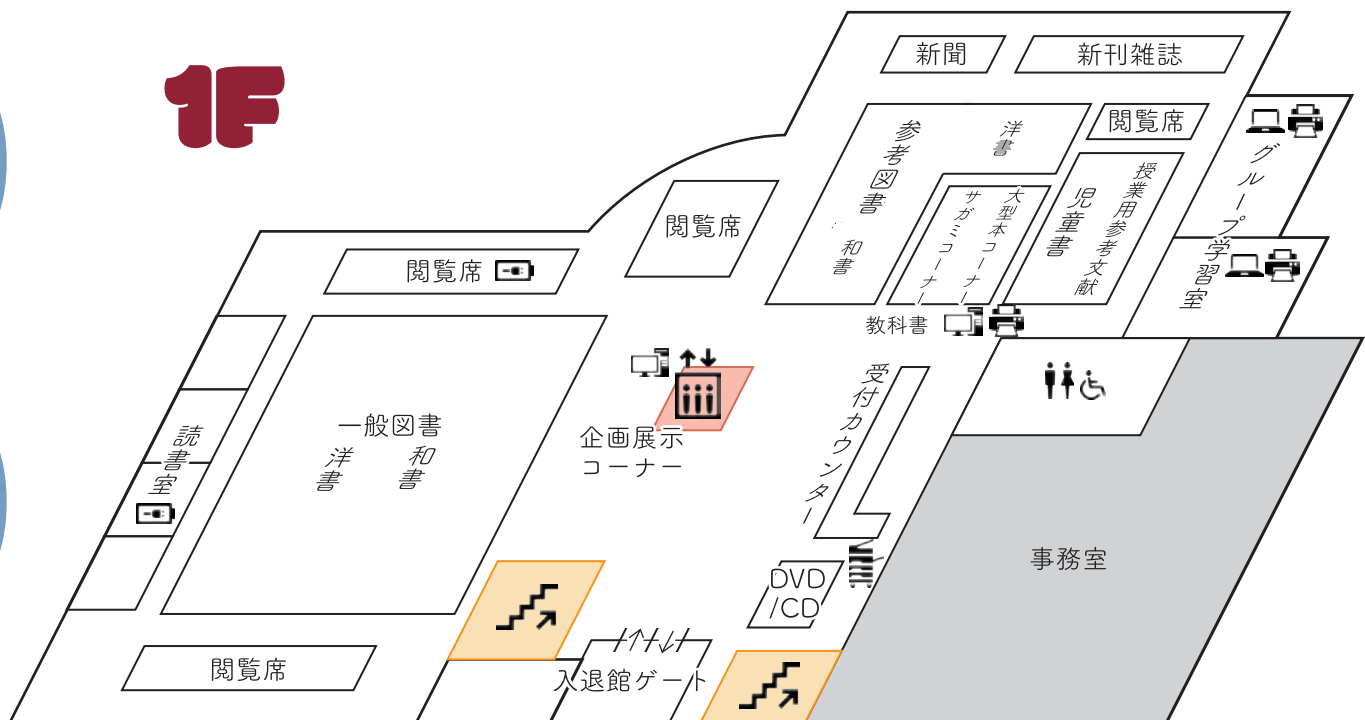 1F
新聞
新刊雑誌
閲覧席
参考図書
洋書
和書
大型本コーナー
サガミコーナー
授業用参考文献
児童書
グループ学習室
閲覧席
閲覧席
教科書
読書室
一般図書
和書
洋書
企画展示
コーナー
受付カウンター
事務室
DVD
/CD
閲覧席
入退館ゲート